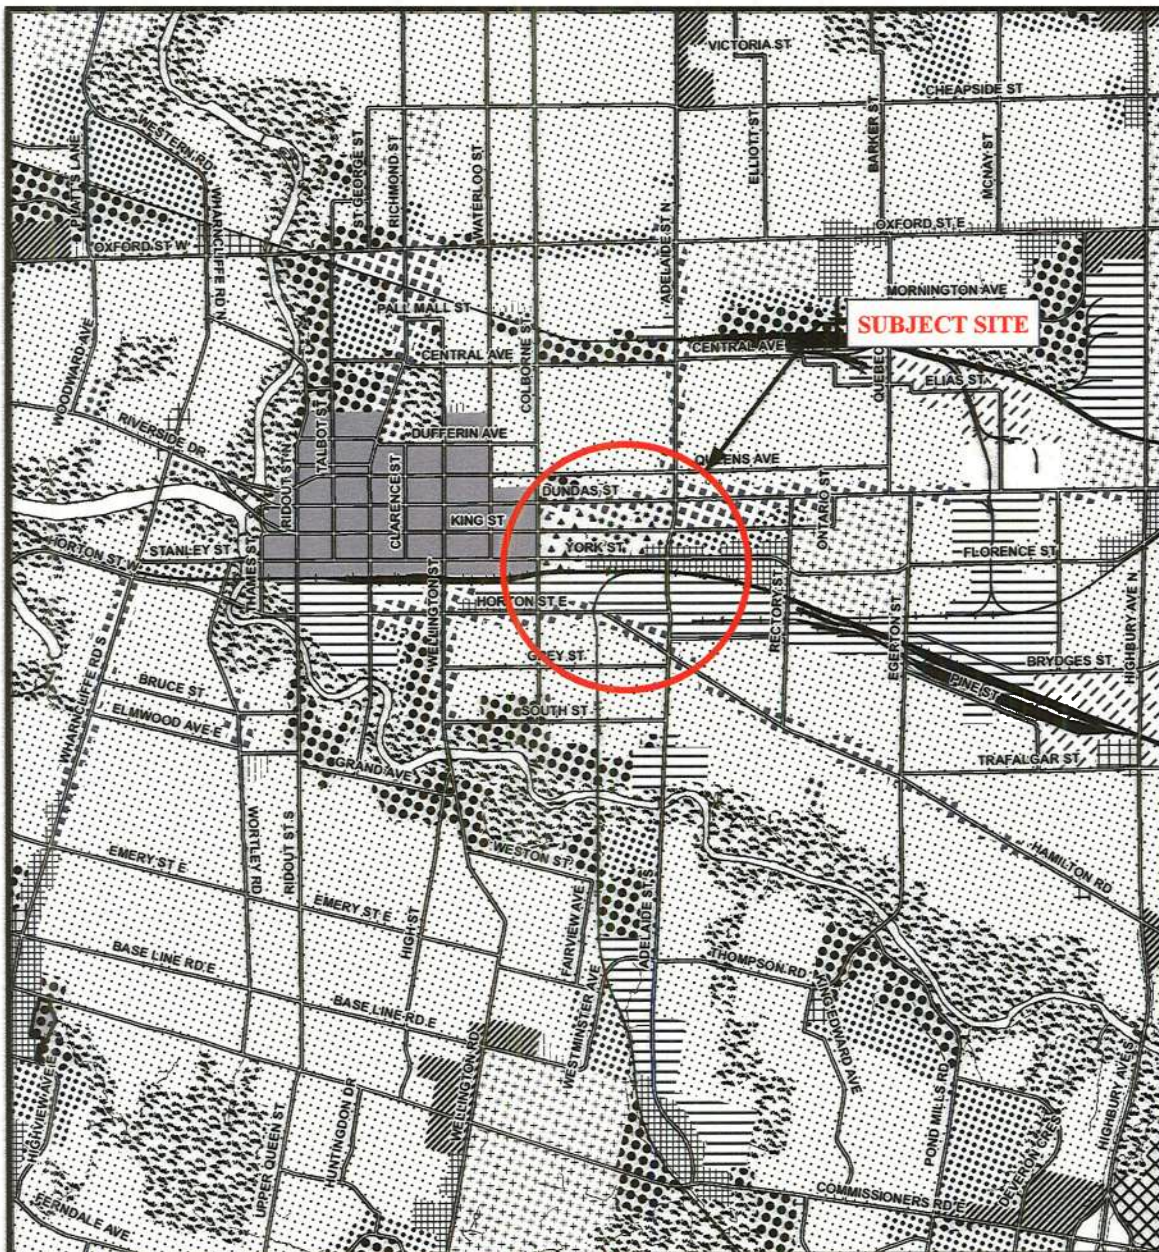 VICTORIA ST
CHEAPSIDE ST
PLATT'S LANE
WESTERN RD
WHARNCLIFFE RD N
ST GEORGE ST
RICHMOND ST
WATERLOO ST
ELLIOTT ST
BARKER ST
MCNAY ST
OXFORD ST W
OXFORD ST E
ADELAIDE ST N
MORNINGTON AVE
PALL MALL ST
SUBJECT SITE
CENTRAL AVE
CENTRAL AVE
COLBORNE ST
QUEBEC
ELIAS ST
WOODWARD AVE
RIVERSIDE DR
TALBOT ST
DUFFERIN AVE
QUEENS AVE
RIDOUT ST N
CLARENCE ST
DUNDAS ST
KING ST
ONTARIO ST
YORK ST
STANLEY ST
HORTON ST W
THAMES ST
WELLINGTON ST
FLORENCE ST
HORTON ST E
RECTORY ST
EGERTON ST
HIGHBURY AVE N
GREY ST
BRYDGES ST
PINE ST
WHARNCLIFFE RD S
BRUCE ST
ELMWOOD AVE E
SOUTH ST
TRAFALGAR ST
GRAND AVE
WORTLEY RD
RIDOUT ST S
WESTON ST
HAMILTON RD
EMERY ST E
EMERY ST E
HIGH ST
FAIRVIEW AVE
ADELAIDE ST S
BASE LINE RD E
BASE LINE RD E
THOMPSON RD
KING EDWARD AVE
WESTMINSTER AVE
WELLINGTON RD
HIGHVIEW AVE
UPPER QUEEN ST
HUNTINGDON DR
POND MILLS RD
DEVERON CRES
HIGHBURY AVE S
COMMISSIONERS RD E
FERNDALE AVE